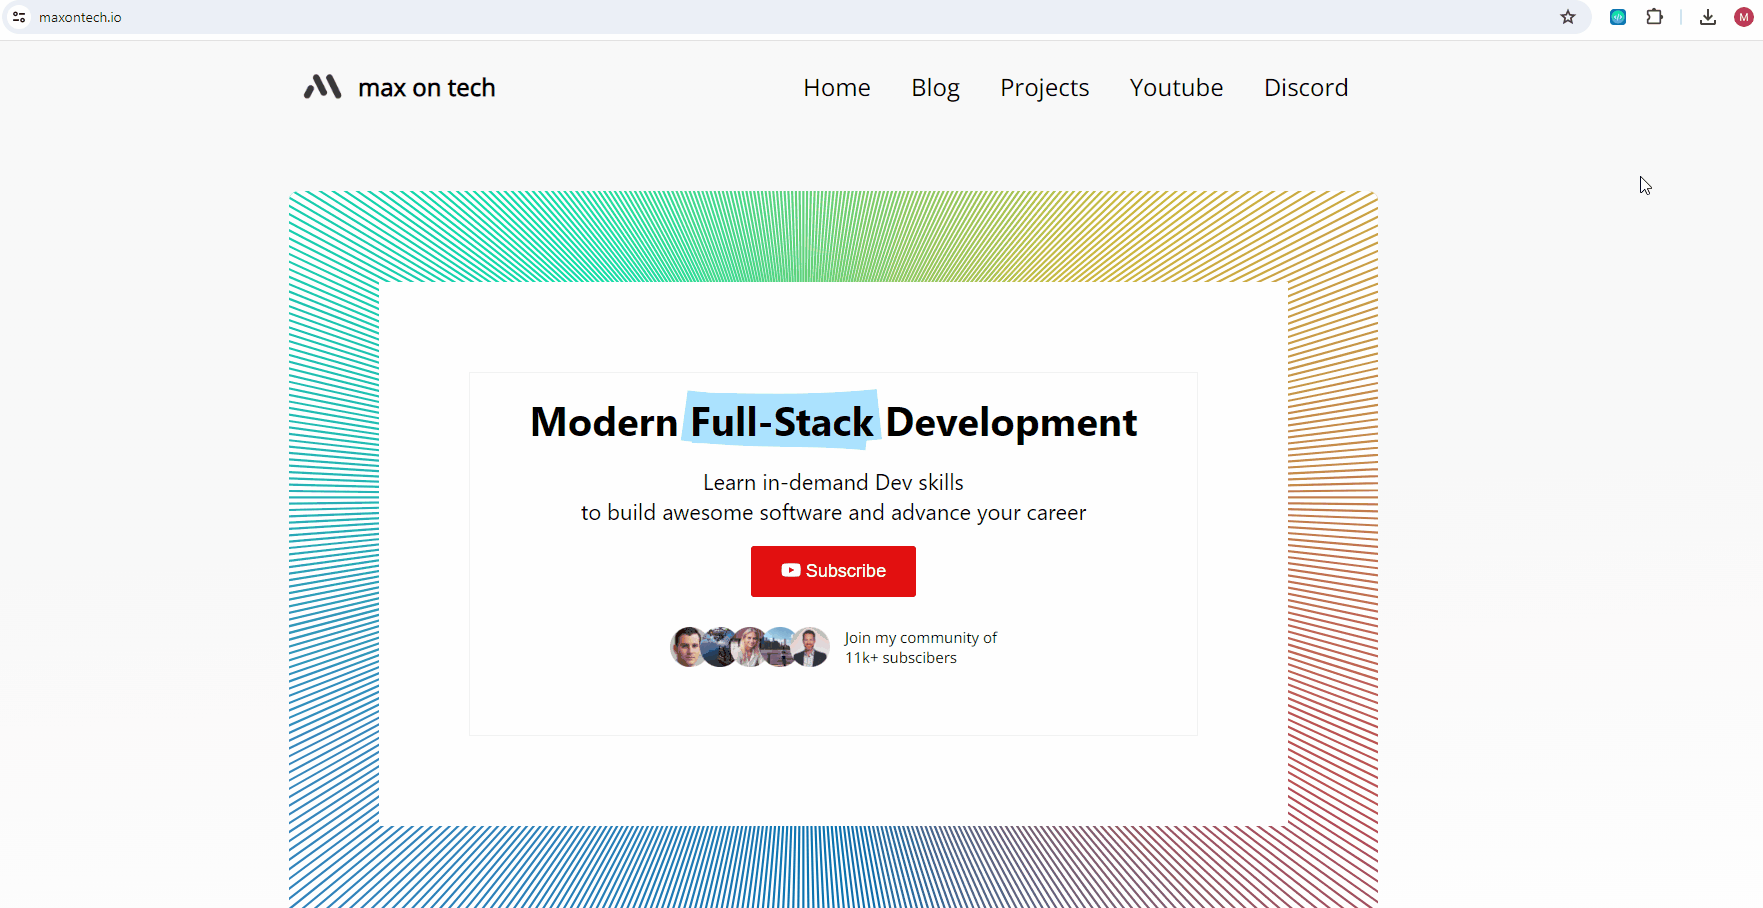 maxontech.io
M
max on tech
Home Blog Projects Youtube Discord
Modern Full-Stack Development
Learn in-demand Dev skills
to build awesome software and advance your career
Subscribe
Join my community of
11k+ subscibers